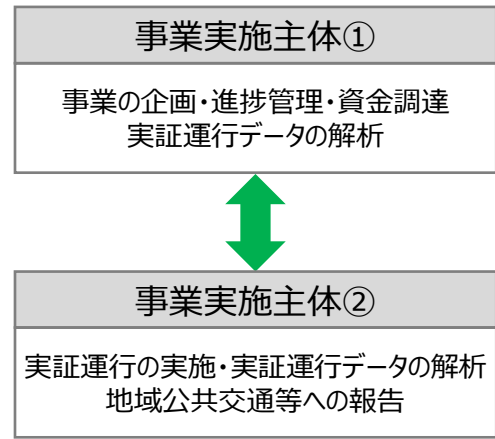 事業実施主体①
事業の企画・進捗管理・資金調達
実証運行データの解析
事業実施主体②
実証運行の実施・実証運行データの解析
地域公共交通等への報告